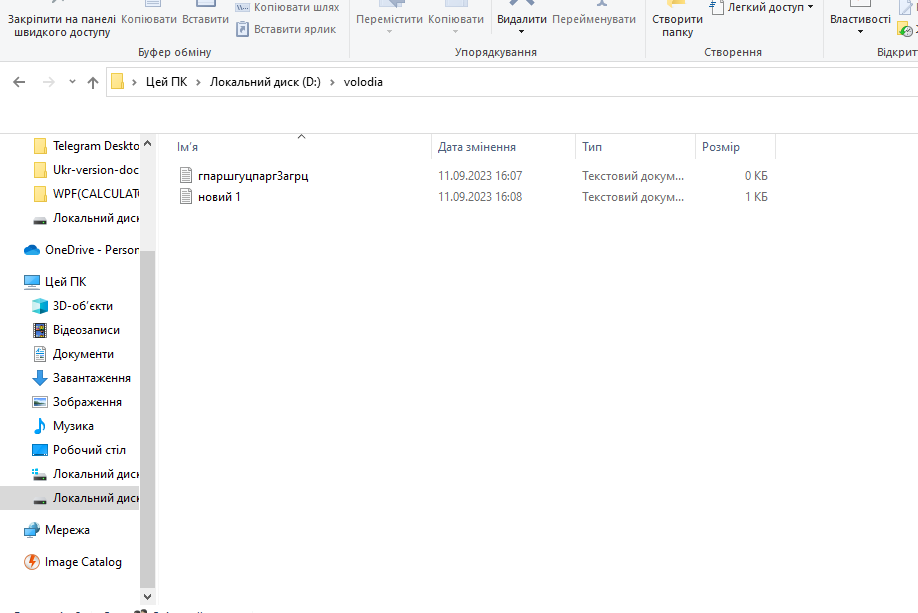 Закріпити на панелі швидкого доступу
Копіювати
Вставити
Копіювати шлях
Вставити ярлик
Буфер обміну
Перемістити
Копіювати
Видалити
Перейменувати
Упорядкування
Створити папку
Легкий доступ
Створення
Властивості
Відкрит
Цей ПК > Локальний диск (D:) > volodia
Ім'я Дата змінення Тип Розмір
гпаршгуцпаргЗагрц 11.09.2023 16:07 Текстовий докум... 0 КБ
новий 1 11.09.2023 16:08 Текстовий докум... 1 КБ
Telegram Deskto
Ukr-version-doc
WPF(CALCULAT
Локальний диск
OneDrive - Person
Цей ПК
3D-об'єкти
Відеозаписи
Документи
Завантаження
Зображення
Музика
Робочий стіл
Локальний диск
Локальний диск
Мережа
Image Catalog